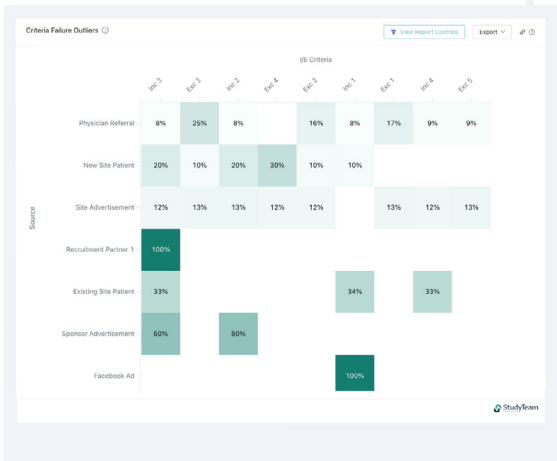 Criteria Failure Outliers
View Report Controls
Export
I/E Criteria
Inc 3 Exc 3 Inc 2 Exc 4 Exc 2 Inc 1 Exc 1 Inc 4 Exc 5
Source
Physician Referral 8% 25% 8% 16% 8% 17% 9% 9%
New Site Patient 20% 10% 20% 30% 10% 10%
Site Advertisement 12% 13% 13% 12% 12% 13% 12% 13%
Recruitment Partner 1 100%
Existing Site Patient 33% 34% 33%
Sponsor Advertisement 50% 50%
Facebook Ad 100%
StudyTeam